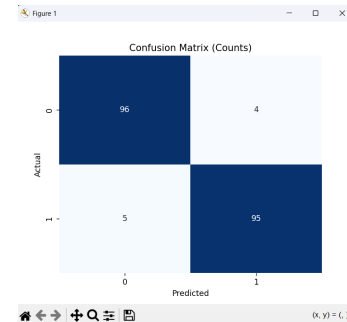 Figure 1
Confusion Matrix (Counts)
0
96
4
Actual
1
5
95
0
1
Predicted
(x, y) = (, )